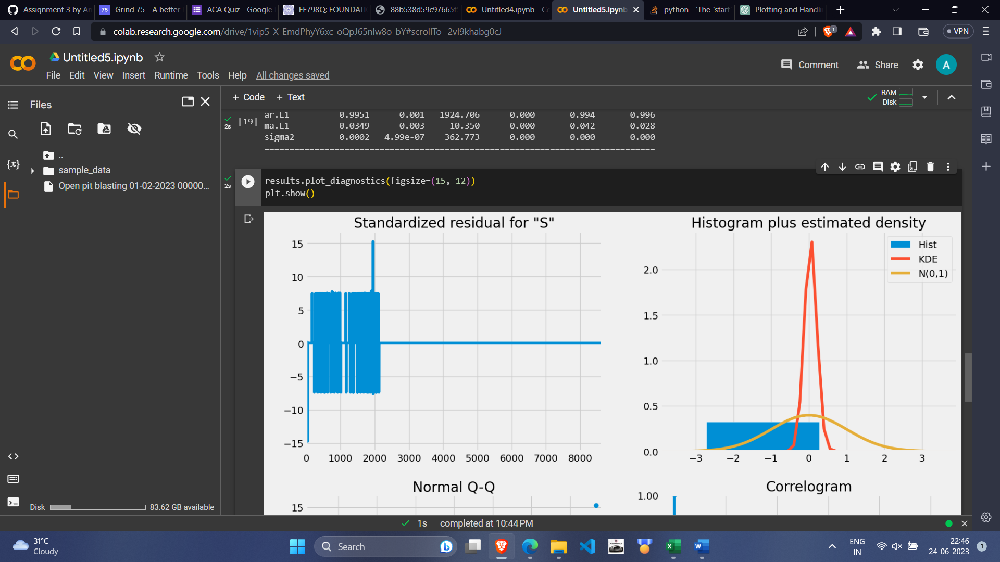 Assignment 3 by An
75 Grind 75 - A better
ACA Quiz - Google
EE798Q: FOUNDATI
88b538d59c97665f
Untitled4.ipynb - Co
Untitled5.ipynb
python - 'The `start`
Plotting and Handli
colab.research.google.com/drive/1vip5_X_EmdPhyY6xc_oQpJ65nlw8o_bY#scrollTo=2vI9khabg0cJ
1
VPN
Untitled5.ipynb
Comment
Share
A
File Edit View Insert Runtime Tools Help All changes saved
Files
+ Code + Text
RAM
Disk
..
sample_data
Open pit blasting 01-02-2023 00000...
{x}
2s
[19]
ar.L1 0.9951 0.001 1924.706 0.000 0.994 0.996
ma.L1 -0.0349 0.003 -10.350 0.000 -0.042 -0.028
sigma2 0.0002 4.99e-07 362.773 0.000 0.000 0.000
==============================================================================
2s
results.plot_diagnostics(figsize=(15, 12))
plt.show()
Standardized residual for "S"
15
10
5
0
−5
−10
−15
0 1000 2000 3000 4000 5000 6000 7000 8000
Histogram plus estimated density
Hist
KDE
N(0,1)
2.0
1.5
1.0
0.5
0.0
−3 −2 −1 0 1 2 3
Normal Q-Q
15
Correlogram
1.00
Disk
83.62 GB available
1s completed at 10:44 PM
31°C
Cloudy
Search
ENG
IN
22:46
24-06-2023
1